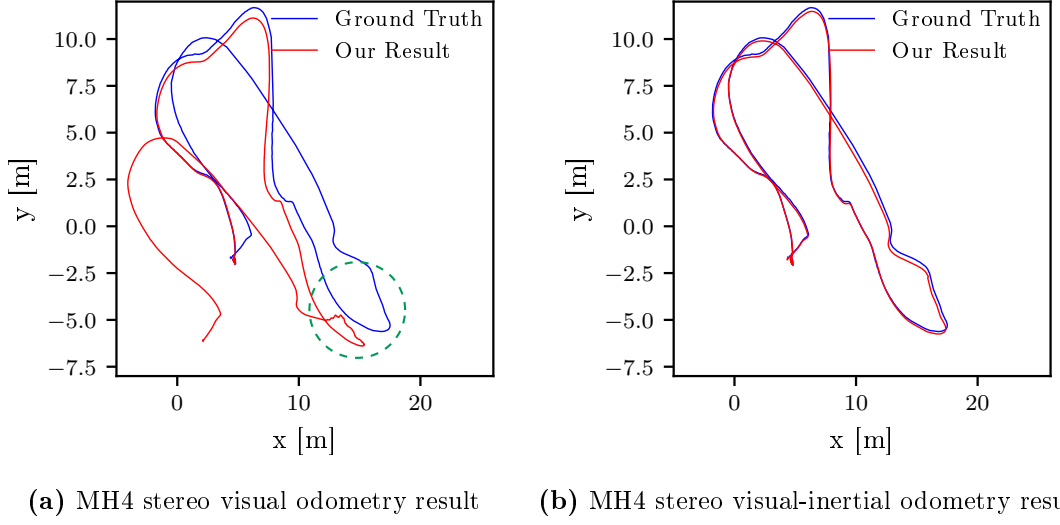 Ground Truth
Our Result
10.0
7.5
5.0
2.5
0.0
−2.5
−5.0
−7.5
y [m]
0
10
20
x [m]
(a) MH4 stereo visual odometry result
Ground Truth
Our Result
10.0
7.5
5.0
2.5
0.0
−2.5
−5.0
−7.5
y [m]
0
10
20
x [m]
(b) MH4 stereo visual-inertial odometry resu